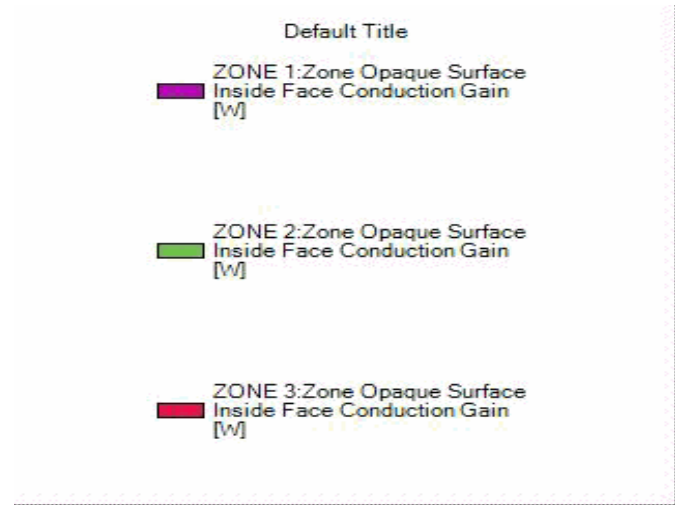 Default Title
ZONE 1:Zone Opaque Surface
Inside Face Conduction Gain
[W]
ZONE 2:Zone Opaque Surface
Inside Face Conduction Gain
[W]
ZONE 3:Zone Opaque Surface
Inside Face Conduction Gain
[W]